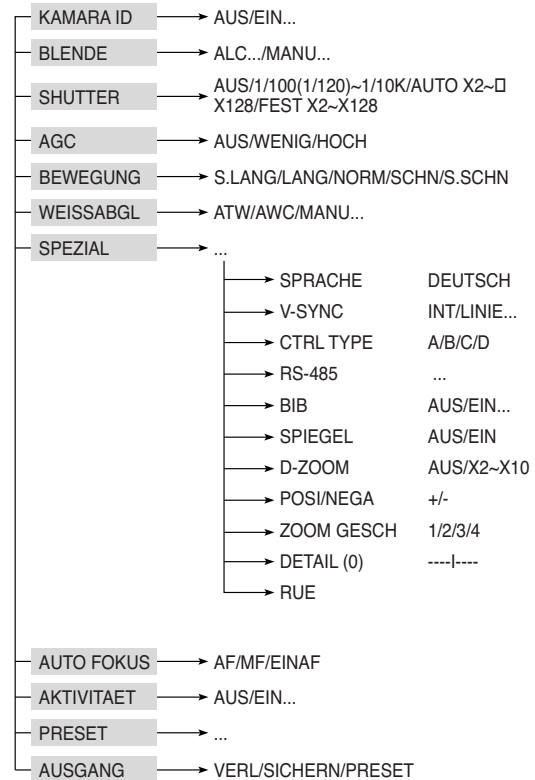 KAMARA ID AUS/EIN...
BLENDE ALC.../MANU...
SHUTTER AUS/1/100(1/120)~1/10K/AUTO X2~□
X128/FEST X2~X128
AGC AUS/WENIG/HOCH
BEWEGUNG S.LANG/LANG/NORM/SCHN/S.SCHN
WEISSABGL ATW/AWC/MANU...
SPEZIAL ...
SPRACHE DEUTSCH
V-SYNC INT/LINIE...
CTRL TYPE A/B/C/D
RS-485 ...
BIB AUS/EIN...
SPIEGEL AUS/EIN
D-ZOOM AUS/X2~X10
POSI/NEGA +/-
ZOOM GESCH 1/2/3/4
DETAIL (0) ----I----
RUE
AUTO FOKUS AF/MF/EINAF
AKTIVITAET AUS/EIN...
PRESET ...
AUSGANG VERL/SICHERN/PRESET